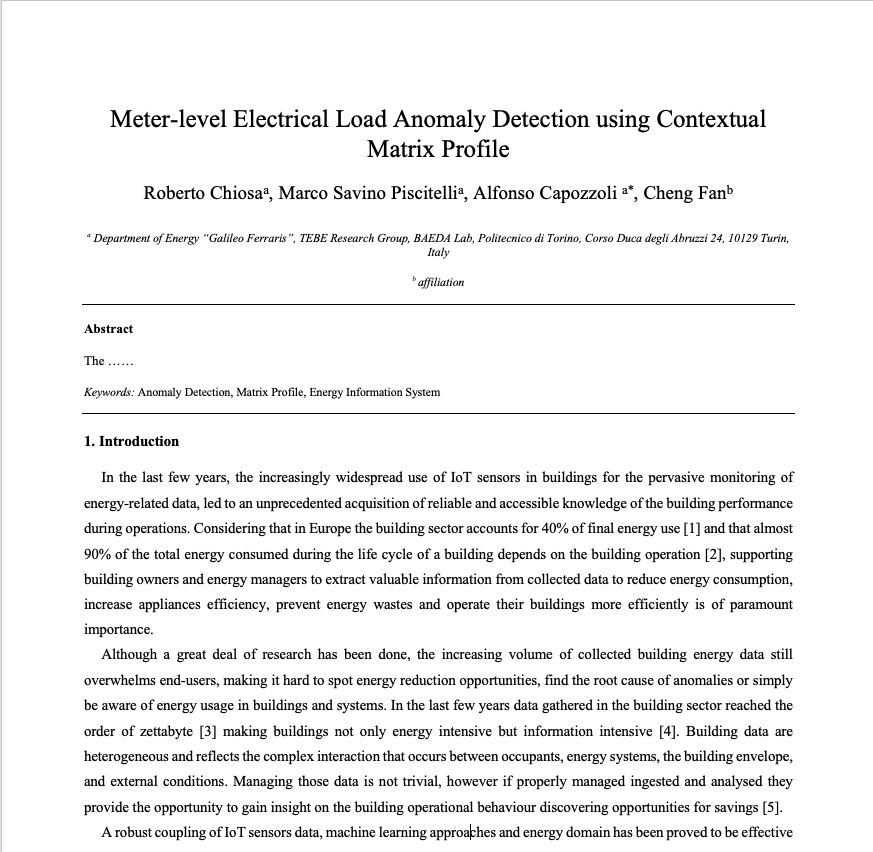 Meter-level Electrical Load Anomaly Detection using Contextual
Matrix Profile
Roberto Chiosaᵃ, Marco Savino Piscitelliᵃ, Alfonso Capozzoli ᵃ*, Cheng Fanᵇ
ᵃ Department of Energy “Galileo Ferraris”, TEBE Research Group, BAEDA Lab, Politecnico di Torino, Corso Duca degli Abruzzi 24, 10129 Turin,
Italy
ᵇ affiliation
Abstract
The ……
Keywords: Anomaly Detection, Matrix Profile, Energy Information System
1. Introduction
In the last few years, the increasingly widespread use of IoT sensors in buildings for the pervasive monitoring of
energy-related data, led to an unprecedented acquisition of reliable and accessible knowledge of the building performance
during operations. Considering that in Europe the building sector accounts for 40% of final energy use [1] and that almost
90% of the total energy consumed during the life cycle of a building depends on the building operation [2], supporting
building owners and energy managers to extract valuable information from collected data to reduce energy consumption,
increase appliances efficiency, prevent energy wastes and operate their buildings more efficiently is of paramount
importance.
Although a great deal of research has been done, the increasing volume of collected building energy data still
overwhelms end-users, making it hard to spot energy reduction opportunities, find the root cause of anomalies or simply
be aware of energy usage in buildings and systems. In the last few years data gathered in the building sector reached the
order of zettabyte [3] making buildings not only energy intensive but information intensive [4]. Building data are
heterogeneous and reflects the complex interaction that occurs between occupants, energy systems, the building envelope,
and external conditions. Managing those data is not trivial, however if properly managed ingested and analysed they
provide the opportunity to gain insight on the building operational behaviour discovering opportunities for savings [5].
A robust coupling of IoT sensors data, machine learning approaches and energy domain has been proved to be effective